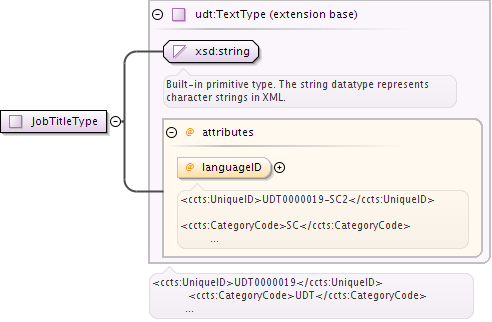 udt:TextType (extension base)
xsd:string
Built-in primitive type. The string datatype represents
character strings in XML.
JobTitleType
@ attributes
@ languageID
<ccts:UniqueID>UDT0000019-SC2</ccts:UniqueID>
<ccts:CategoryCode>SC</ccts:CategoryCode>
...
<ccts:UniqueID>UDT0000019</ccts:UniqueID>
<ccts:CategoryCode>UDT</ccts:CategoryCode>
...